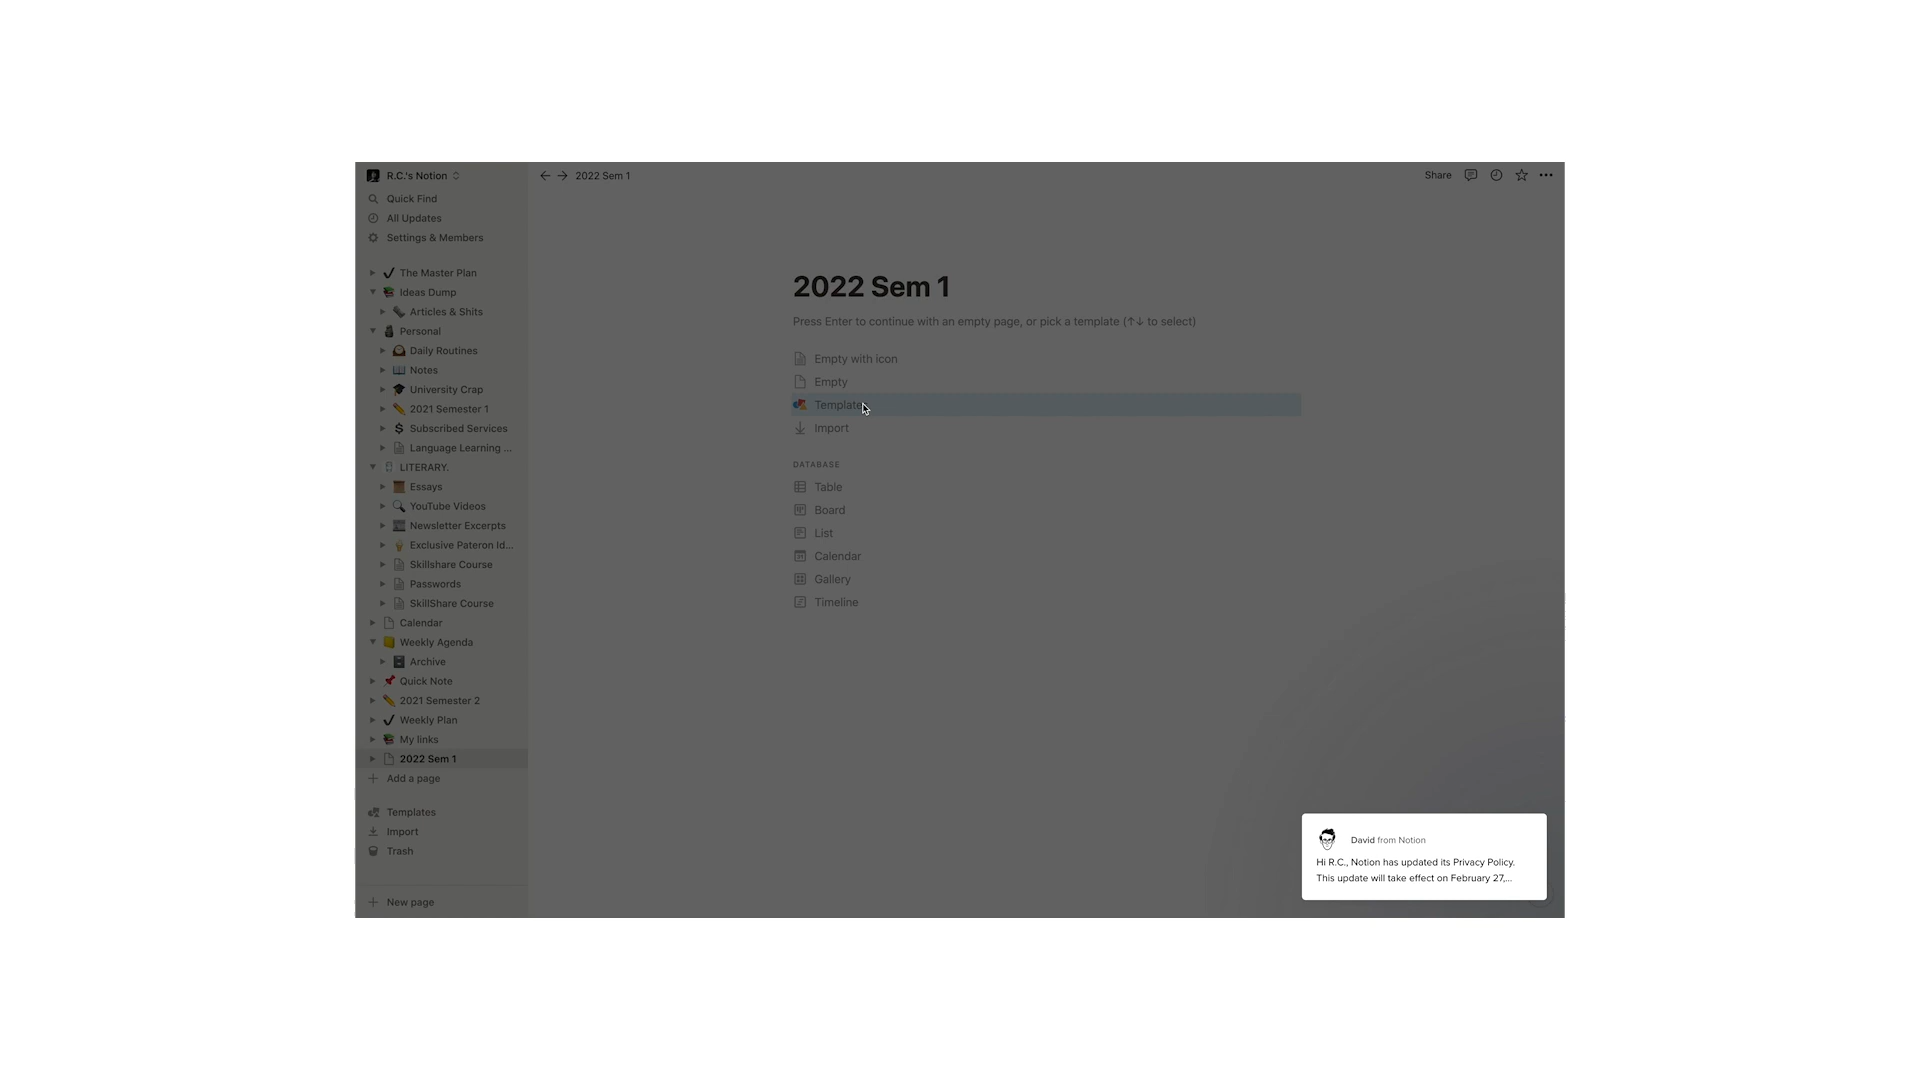 R.C.'s Notion
Quick Find
All Updates
Settings & Members
The Master Plan
Ideas Dump
Articles & Shits
Personal
Daily Routines
Notes
University Crap
2021 Semester 1
Subscribed Services
Language Learning ...
LITERARY.
Essays
YouTube Videos
Newsletter Excerpts
Exclusive Pateron Id...
Skillshare Course
Passwords
SkillShare Course
Calendar
Weekly Agenda
Archive
Quick Note
2021 Semester 2
Weekly Plan
My links
2022 Sem 1
Add a page
Templates
Import
Trash
New page
2022 Sem 1
Share
2022 Sem 1
Press Enter to continue with an empty page, or pick a template (↑↓ to select)
Empty with icon
Empty
Import
DATABASE
Table
Board
List
Calendar
Gallery
Timeline
David from Notion
Hi R.C., Notion has updated its Privacy Policy.
This update will take effect on February 27,...